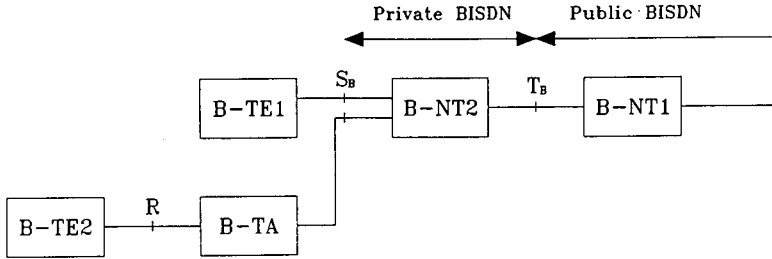 Private BISDN Public BISDN
S_B T_B
B-TE1 B-NT2 B-NT1
R
B-TE2 B-TA